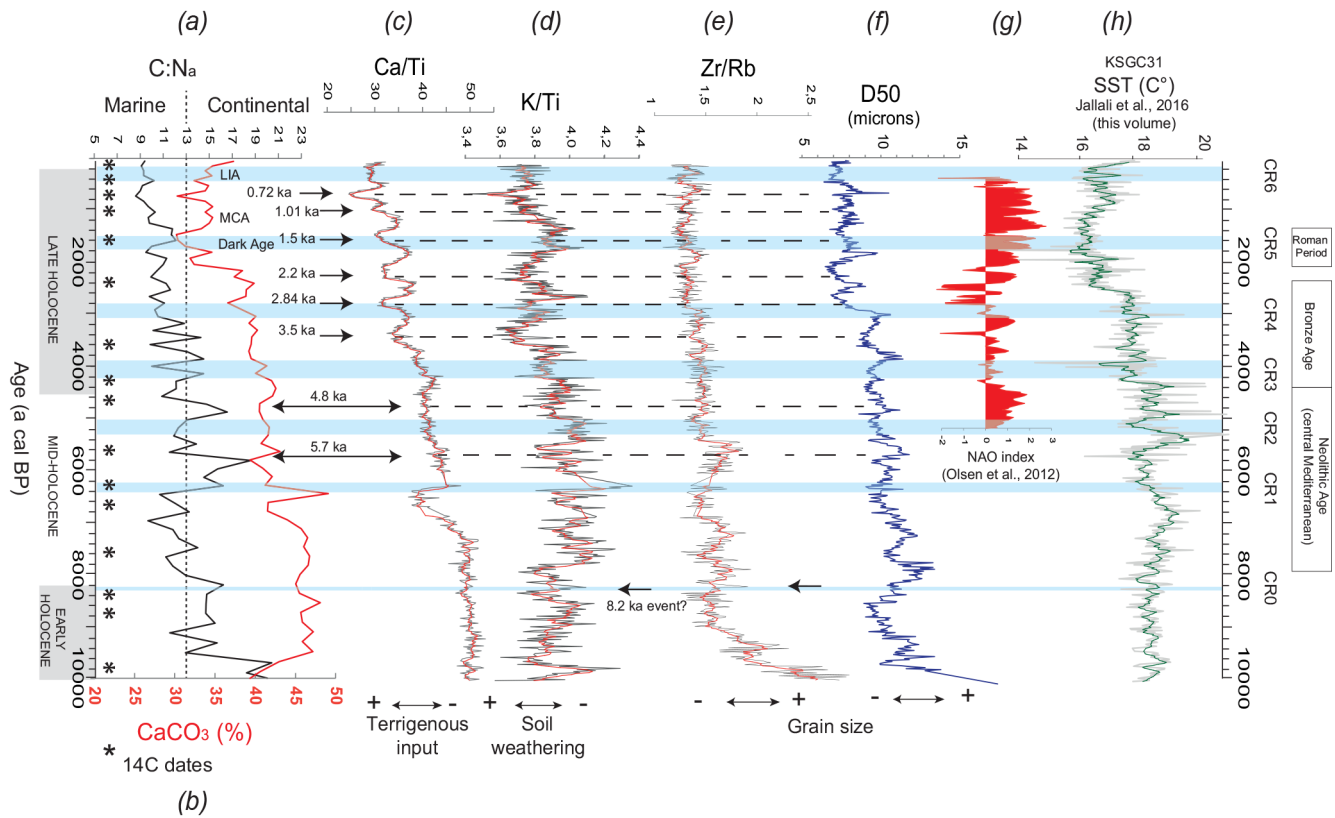 (a) (c) (d) (e) (f) (g) (h)
C:Na
Marine Continental
5 7 9 11 13 15 17 19 21 23
Ca/Ti
20 30 40 50
K/Ti
3,4 3,6 3,8 4,0 4,2 4,4
Zr/Rb
1 1,5 2 2,5
D50
(microns)
5 10 15
KSGC31
SST (C°)
Jallali et al., 2016
(this volume)
14 16 18 20
Age (a cal BP)
LATE HOLOCENE
MID-HOLOCENE
EARLY
HOLOCENE
2000
4000
6000
8000
10000
LIA
0.72 ka
MCA
1.01 ka
1.5 ka
Dark Age
2.2 ka
2.84 ka
3.5 ka
4.8 ka
5.7 ka
8.2 ka event?
-2 -1 0 1 2 3
NAO index
(Olsen et al., 2012)
2000
4000
6000
8000
10000
CR6
CR5
CR4
CR3
CR2
CR1
CR0
Roman
Period
Bronze Age
Neolithic Age
(central Mediterranean)
20 25 30 35 40 45 50
CaCO3 (%)
* 14C dates
(b)
+ -
Terrigenous
input
+ -
Soil
weathering
- +
- +
Grain size